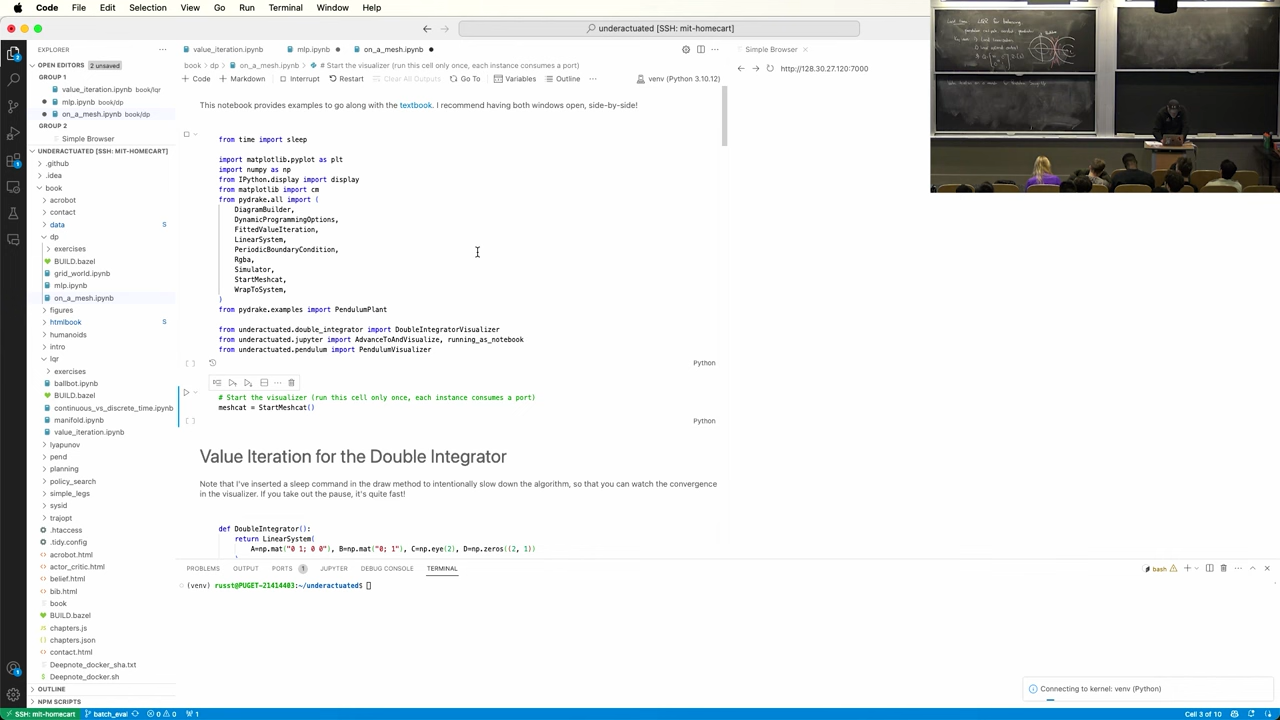 Code File Edit Selection View Go Run Terminal Window Help
underactuated [SSH: mit-homecart]
EXPLORER
value_iteration.ipynb mlp.ipynb on_a_mesh.ipynb
Simple Browser
OPEN EDITORS 2 unsaved
GROUP 1
value_iteration.ipynb book/lqr
mlp.ipynb book/dp
on_a_mesh.ipynb book/dp
GROUP 2
Simple Browser
UNDERACTUATED [SSH: MIT-HOMECART]
.github
.idea
book
acrobot
contact
data S
dp
exercises
BUILD.bazel
grid_world.ipynb
mlp.ipynb
on_a_mesh.ipynb
figures
htmlbook S
humanoids
intro
lqr
exercises
ballbot.ipynb
BUILD.bazel
continuous_vs_discrete_time.ipynb
manifold.ipynb
value_iteration.ipynb
lyapunov
pend
planning
policy_search
simple_legs
sysid
trajopt
.htaccess
.tidy.config
acrobot.html
actor_critic.html
belief.html
bib.html
book
BUILD.bazel
chapters.js
chapters.json
contact.html
Deepnote_docker_sha.txt
Deepnote_docker.sh
OUTLINE
NPM SCRIPTS
book > dp > on_a_mesh.ipynb > # Start the visualizer (run this cell only once, each instance consumes a port)
+ Code + Markdown Interrupt Restart Clear All Outputs Go To Variables Outline ... venv (Python 3.10.12)
http://128.30.27.120:7000
This notebook provides examples to go along with the textbook. I recommend having both windows open, side-by-side!
from time import sleep
import matplotlib.pyplot as plt
import numpy as np
from IPython.display import display
from matplotlib import cm
from pydrake.all import (
DiagramBuilder,
DynamicProgrammingOptions,
FittedValueIteration,
LinearSystem,
PeriodicBoundaryCondition,
Rgba,
Simulator,
StartMeshcat,
WrapToSystem,
)
from pydrake.examples import PendulumPlant
from underactuated.double_integrator import DoubleIntegratorVisualizer
from underactuated.jupyter import AdvanceToAndVisualize, running_as_notebook
from underactuated.pendulum import PendulumVisualizer
[ ] Python
# Start the visualizer (run this cell only once, each instance consumes a port)
meshcat = StartMeshcat()
[ ] Python
Value Iteration for the Double Integrator
Note that I've inserted a sleep command in the draw method to intentionally slow down the algorithm, so that you can watch the convergence
in the visualizer. If you take out the pause, it's quite fast!
def DoubleIntegrator():
return LinearSystem(
A=np.mat("0 1; 0 0"), B=np.mat("0; 1"), C=np.eye(2), D=np.zeros((2, 1))
PROBLEMS OUTPUT PORTS 1 JUPYTER DEBUG CONSOLE TERMINAL
bash
(venv) russt@PUGET-21414403:~/underactuated$
Connecting to kernel: venv (Python)
SSH: mit-homecart batch_eval 0 0 1
Cell 3 of 10